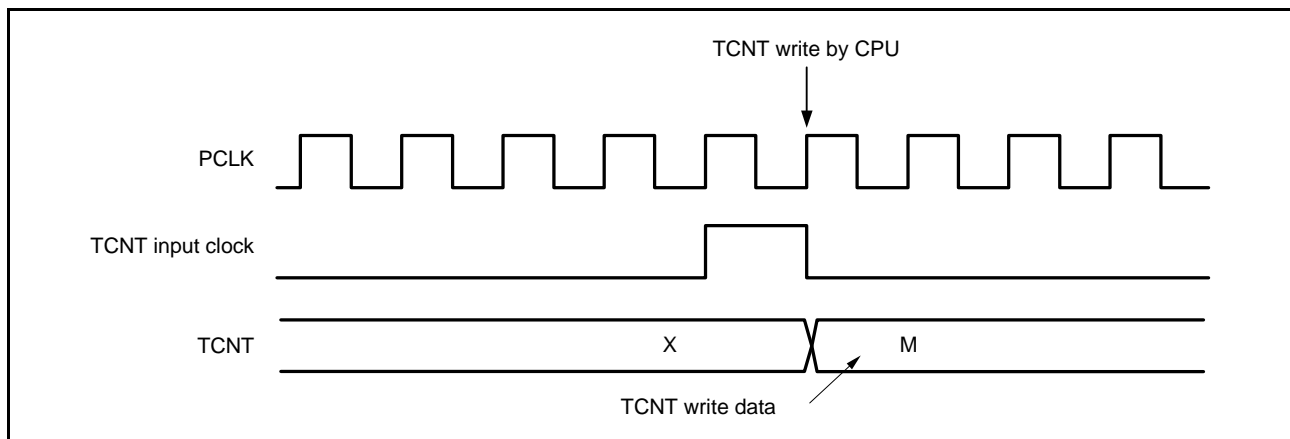 TCNT write by CPU
PCLK
TCNT input clock
TCNT
X
M
TCNT write data